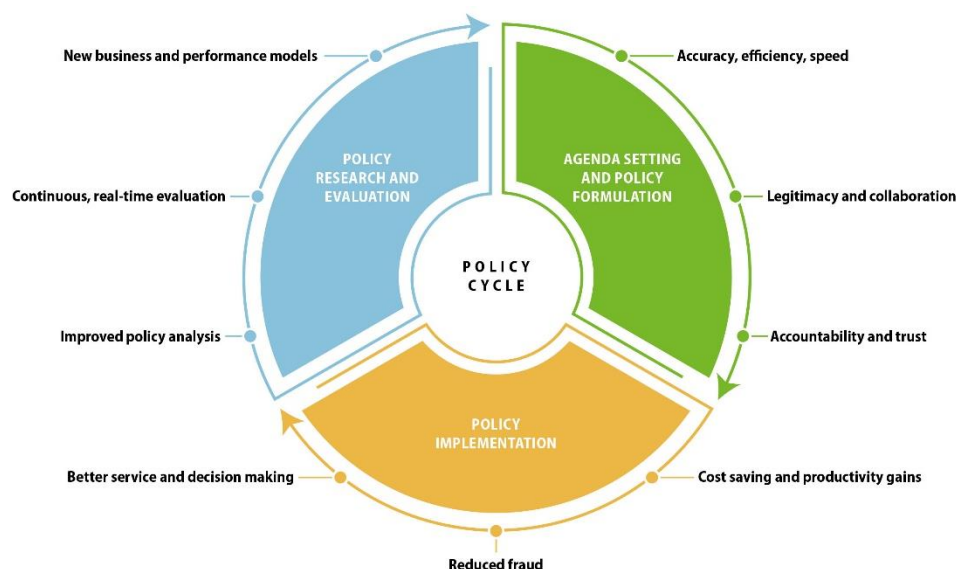 New business and performance models
Accuracy, efficiency, speed
POLICY
RESEARCH AND
EVALUATION
AGENDA SETTING
AND POLICY
FORMULATION
Continuous, real-time evaluation
Legitimacy and collaboration
POLICY
CYCLE
Improved policy analysis
Accountability and trust
POLICY
IMPLEMENTATION
Better service and decision making
Cost saving and productivity gains
Reduced fraud